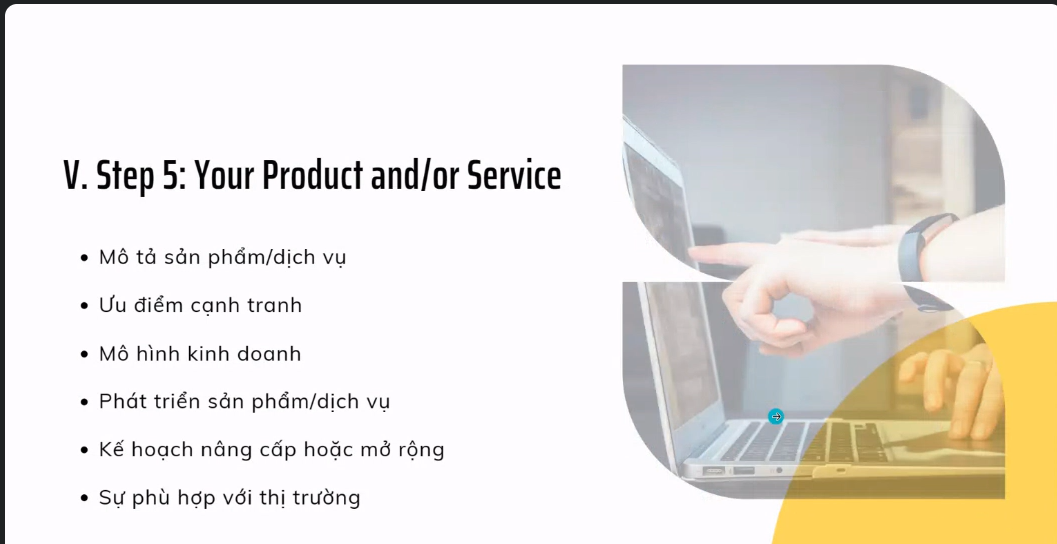 V. Step 5: Your Product and/or Service
Mô tả sản phẩm/dịch vụ
Ưu điểm cạnh tranh
Mô hình kinh doanh
Phát triển sản phẩm/dịch vụ
Kế hoạch nâng cấp hoặc mở rộng
Sự phù hợp với thị trường